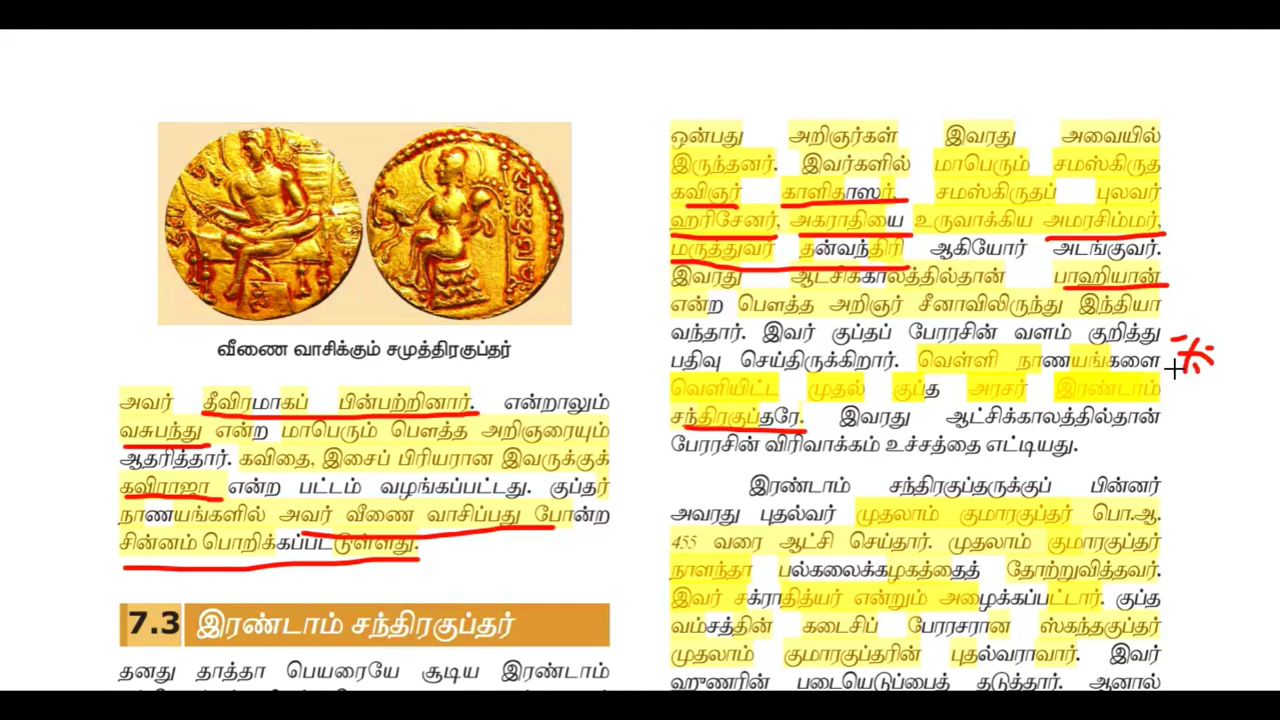 வீணை வாசிக்கும் சமுத்திரகுப்தர்
அவர் தீவிரமாகப் பின்பற்றினார். என்றாலும்
வசுபந்து என்ற மாபெரும் பௌத்த அறிஞரையும்
ஆதரித்தார். கவிதை, இசைப் பிரியரான இவருக்குக்
கவிராஜா என்ற பட்டம் வழங்கப்பட்டது. குப்தர்
நாணயங்களில் அவர் வீணை வாசிப்பது போன்ற
சின்னம் பொறிக்கப்பட்டுள்ளது.
7.3 இரண்டாம் சந்திரகுப்தர்
தனது தாத்தா பெயரையே சூடிய இரண்டாம்
ஒன்பது அறிஞர்கள் இவரது அவையில்
இருந்தனர். இவர்களில் மாபெரும் சமஸ்கிருத
கவிஞர் காளிதாஸர், சமஸ்கிருதப் புலவர்
ஹரிசேனர், அகராதியை உருவாக்கிய அமரசிம்மர்,
மருத்துவர் தன்வந்திரி ஆகியோர் அடங்குவர்.
இவரது ஆட்சிக்காலத்தில்தான் பாஹியான்
என்ற பௌத்த அறிஞர் சீனாவிலிருந்து இந்தியா
வந்தார். இவர் குப்தப் பேரரசின் வளம் குறித்து
பதிவு செய்திருக்கிறார். வெள்ளி நாணயங்களை
வெளியிட்ட முதல் குப்த அரசர் இரண்டாம்
சந்திரகுப்தரே. இவரது ஆட்சிக்காலத்தில்தான்
பேரரசின் விரிவாக்கம் உச்சத்தை எட்டியது.
இரண்டாம் சந்திரகுப்தருக்குப் பின்னர்
அவரது புதல்வர் முதலாம் குமாரகுப்தர் பொ.ஆ.
455 வரை ஆட்சி செய்தார். முதலாம் குமாரகுப்தர்
நாளந்தா பல்கலைக்கழகத்தைத் தோற்றுவித்தவர்.
இவர் சக்ராதித்யர் என்றும் அழைக்கப்பட்டார். குப்த
வம்சத்தின் கடைசிப் பேரரசரான ஸ்கந்தகுப்தர்
முதலாம் குமாரகுப்தரின் புதல்வராவார். இவர்
ஹுணரின் படையெடுப்பைத் தடுத்தார். ஆனால்